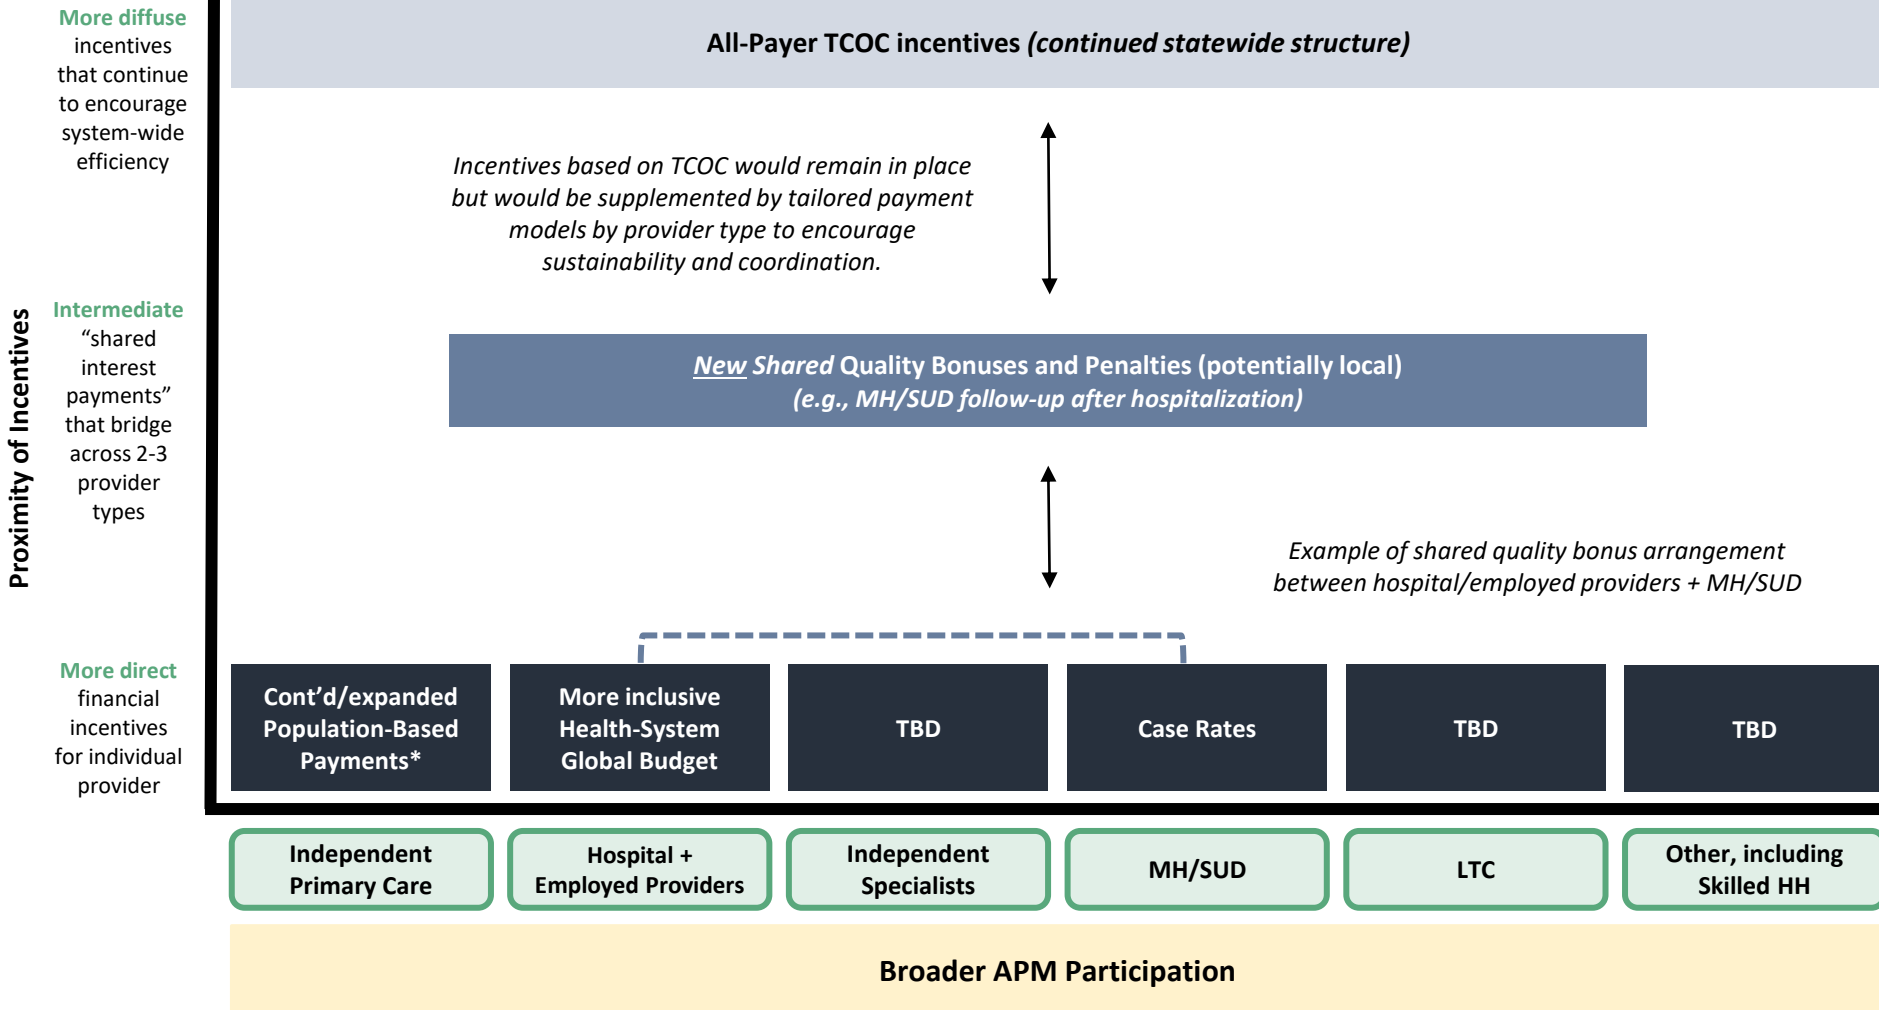 More diffuse
incentives
that continue
to encourage
system-wide
efficiency
All-Payer TCOC incentives (continued statewide structure)
Incentives based on TCOC would remain in place
but would be supplemented by tailored payment
models by provider type to encourage
sustainability and coordination.
Proximity of Incentives
Intermediate
“shared
interest
payments”
that bridge
across 2-3
provider
types
New Shared Quality Bonuses and Penalties (potentially local)
(e.g., MH/SUD follow-up after hospitalization)
Example of shared quality bonus arrangement
between hospital/employed providers + MH/SUD
More direct
financial
incentives
for individual
provider
Cont’d/expanded
Population-Based
Payments*
More inclusive
Health-System
Global Budget
TBD
Case Rates
TBD
TBD
Independent
Primary Care
Hospital +
Employed Providers
Independent
Specialists
MH/SUD
LTC
Other, including
Skilled HH
Broader APM Participation